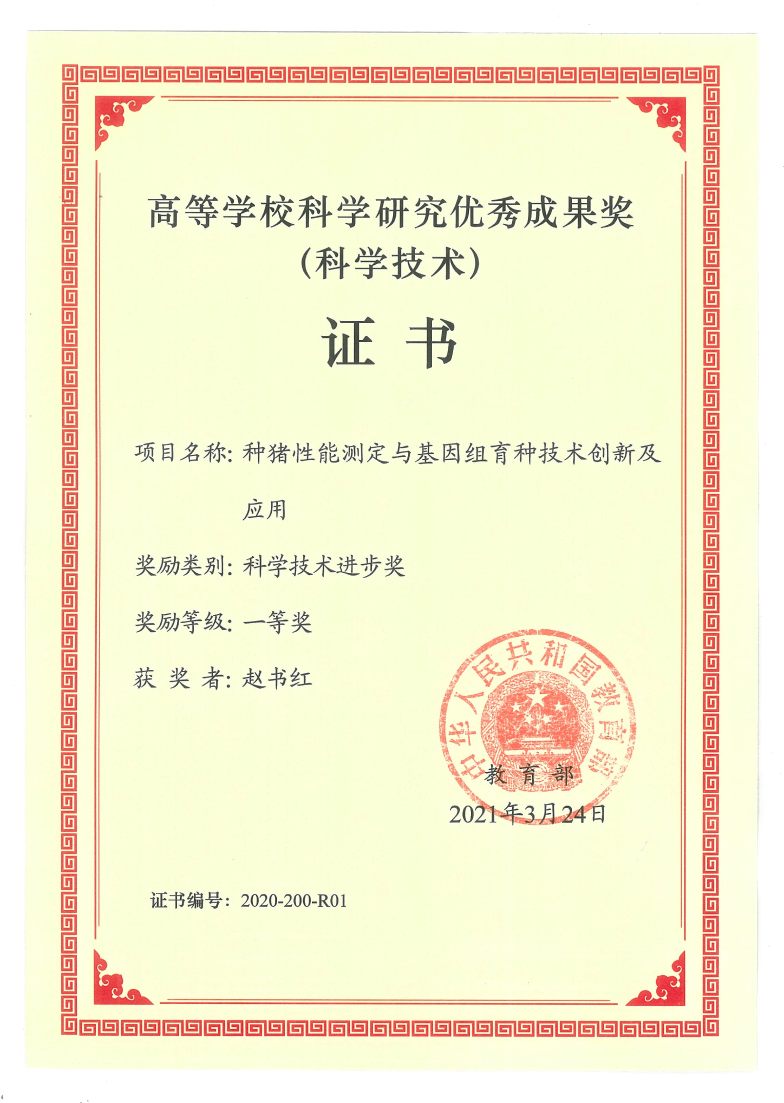 高等学校科学研究优秀成果奖
(科学技术)
证书
项目名称: 种猪性能测定与基因组育种技术创新及
应用
奖励类别: 科学技术进步奖
奖励等级: 一等奖
获奖者: 赵书红
中华人民共和国教育部
教育部
2021年3月24日
证书编号: 2020-200-R01